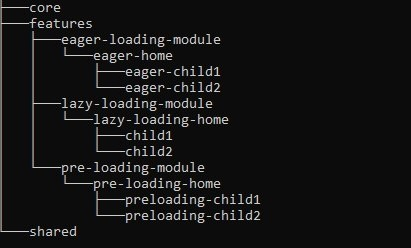 core
features
eager-loading-module
eager-home
eager-child1
eager-child2
lazy-loading-module
lazy-loading-home
child1
child2
pre-loading-module
pre-loading-home
preloading-child1
preloading-child2
shared